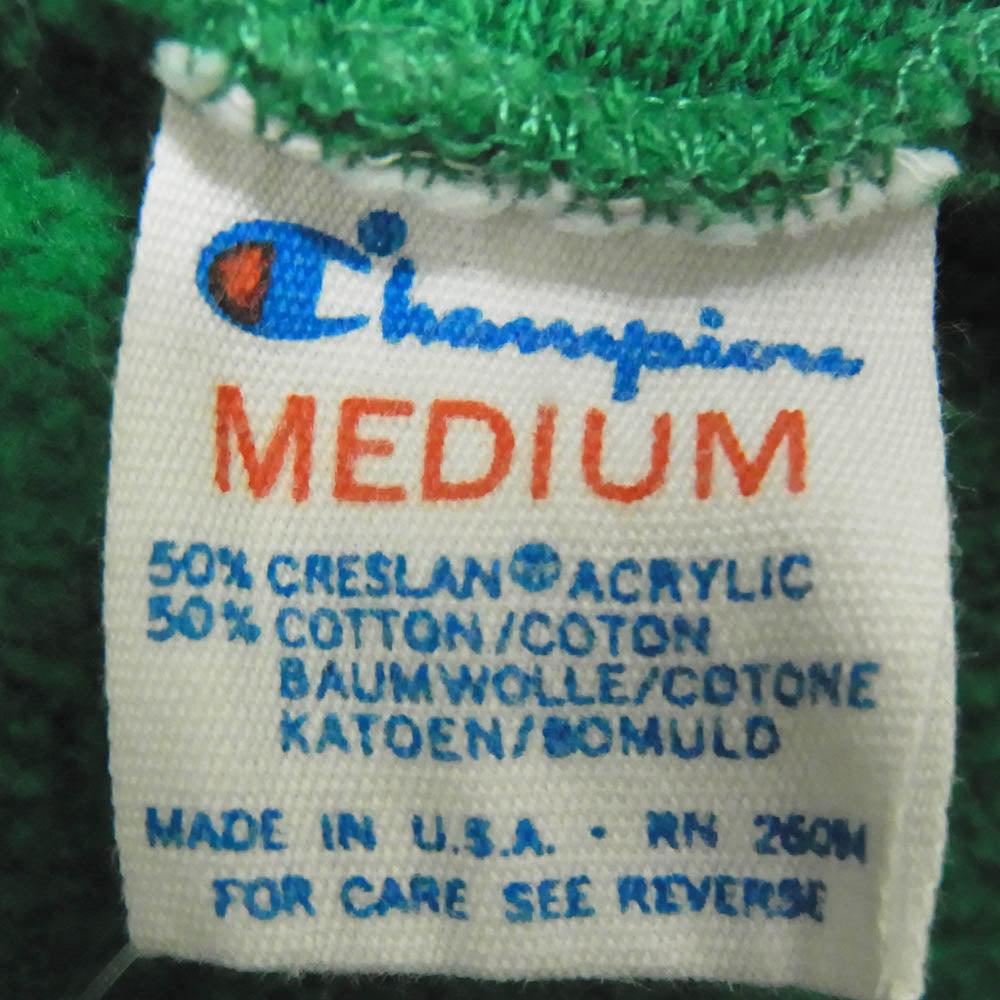 Champion
MEDIUM
50% CRESLAN® ACRYLIC
50% COTTON/COTON
BAUMWOLLE/COTONE
KATOEN/BOMULD
MADE IN U.S.A. • RN
FOR CARE SEE REVERSE